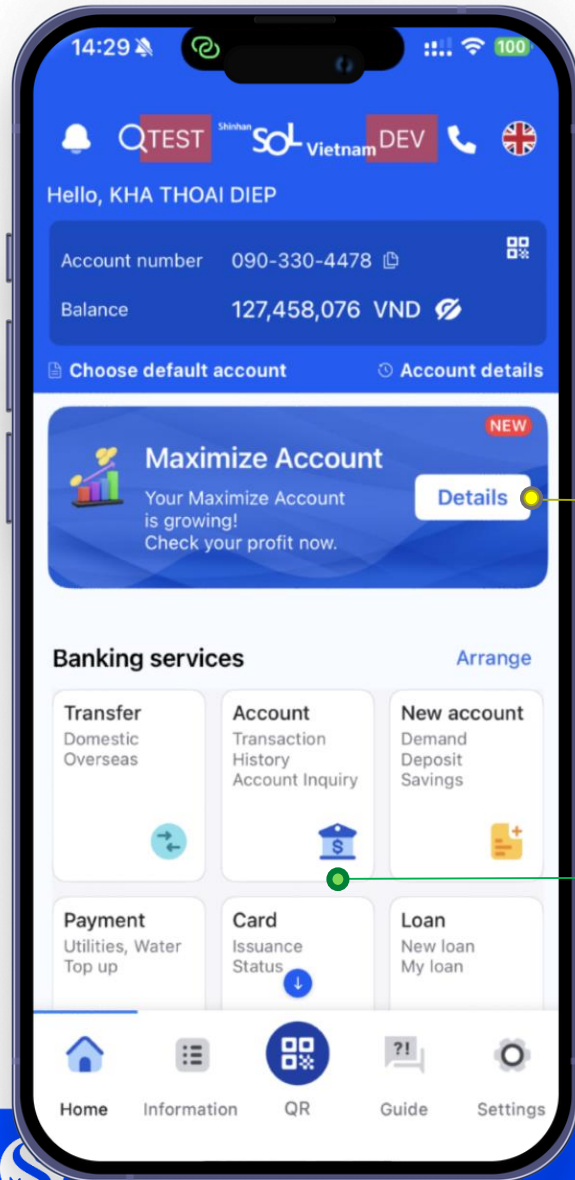 14:29
100
TEST
Shinhan
SOL Vietnam
DEV
Hello, KHA THOAI DIEP
Account number 090-330-4478
Balance 127,458,076 VND
Choose default account Account details
NEW
Maximize Account
Your Maximize Account
is growing!
Check your profit now.
Details
Banking services Arrange
Transfer
Domestic
Overseas
Account
Transaction
History
Account Inquiry
$
New account
Demand
Deposit
Savings
Payment
Utilities, Water
Top up
Card
Issuance
Status
Loan
New loan
My loan
?!
Home Information QR Guide Settings